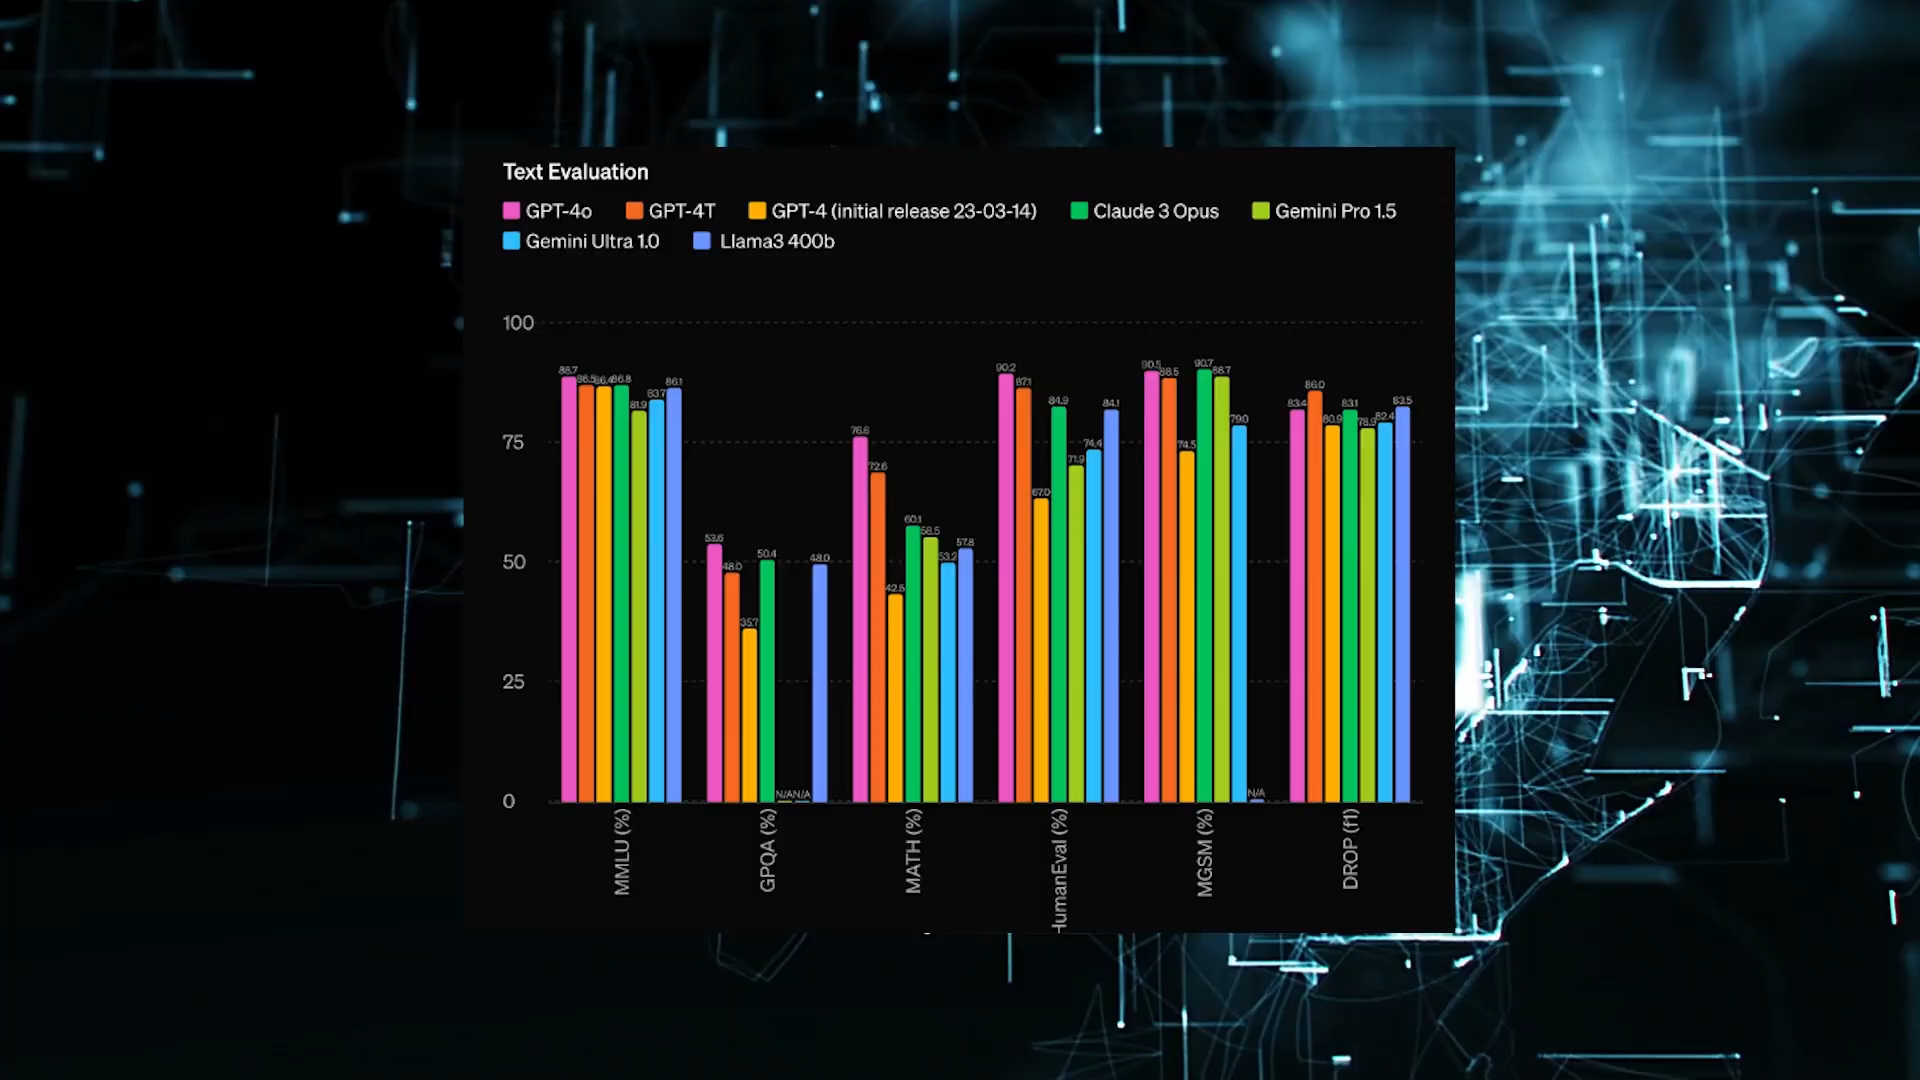 Text Evaluation
GPT-4o GPT-4T GPT-4 (initial release 23-03-14) Claude 3 Opus Gemini Pro 1.5
Gemini Ultra 1.0 Llama3 400b
100
75
50
25
0
88.7 86.5 86.4 86.8 81.9 83.7 86.1
53.6 48.0 35.7 50.4 N/A N/A 48.0
76.6 72.6 42.5 60.1 58.5 53.2 57.8
90.2 87.1 67.0 84.9 71.9 74.4 84.1
90.5 88.5 74.5 90.7 88.7 79.0 N/A
83.4 86.0 80.9 83.1 78.9 82.4 83.5
MMLU (%)
GPQA (%)
MATH (%)
HumanEval (%)
MGSM (%)
DROP (f1)